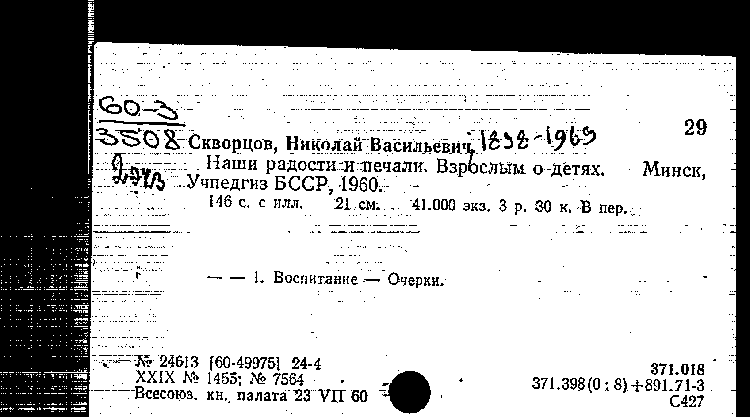 60-3
3508
29
Скворцов, Николай Васильевич, 1898-1969
2экз
Наши радости и печали. Взрослым о детях. Минск,
Учпедгиз БССР, 1960.
146 с. с илл. 21 см. 41.000 экз. 3 р. 30 к. В пер.
— — 1. Воспитание — Очерки.
№ 24613 [60-49975] 24-4
371.018
XXIX № 1455; № 7564
371.398(0 : 8)+891.71-3
Всесоюз. кн. палата 23 VII 60
С427